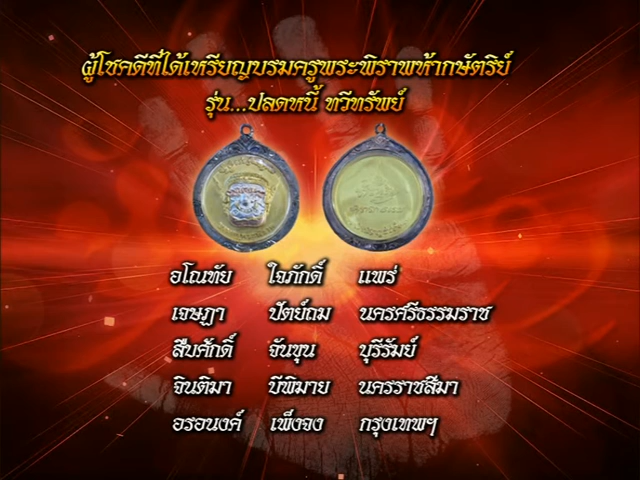 ผู้โชคดีที่ได้เหรียญบรมครูพระพิราพห้ากษัตริย์
รุ่น...ปลดหนี้ ทวีทรัพย์
อโณทัย ใจภักดิ์ แพร่
เจษฎา ปัตย์ถม นครศรีธรรมราช
สืบศักดิ์ จันขุน บุรีรัมย์
จินติมา บีพิมาย นครราชสีมา
อรอนงค์ เพ็งจง กรุงเทพฯ